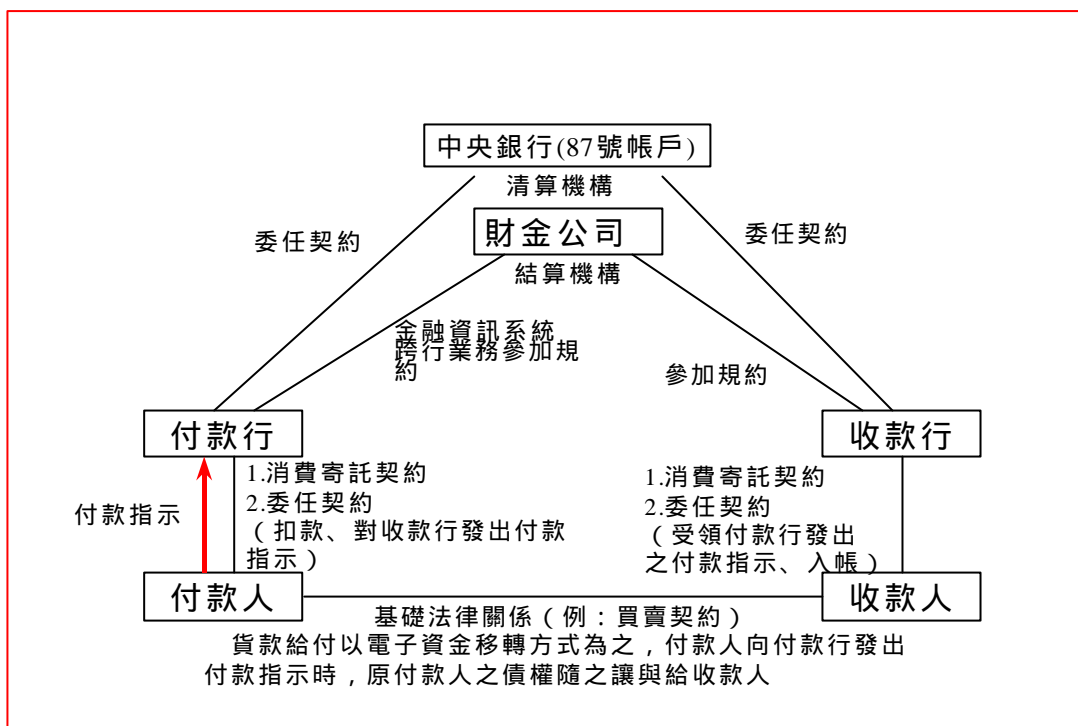 中央銀行(87號帳戶)
清算機構
財金公司
結算機構
委任契約
委任契約
金融資訊系統
跨行業務參加規
約
參加規約
付款行
收款行
付款指示
1.消費寄託契約
2.委任契約
（扣款、對收款行發出付款
指示）
1.消費寄託契約
2.委任契約
（受領付款行發出
之付款指示、入帳）
付款人
收款人
基礎法律關係（例：買賣契約）
貨款給付以電子資金移轉方式為之，付款人向付款行發出
付款指示時，原付款人之債權隨之讓與給收款人